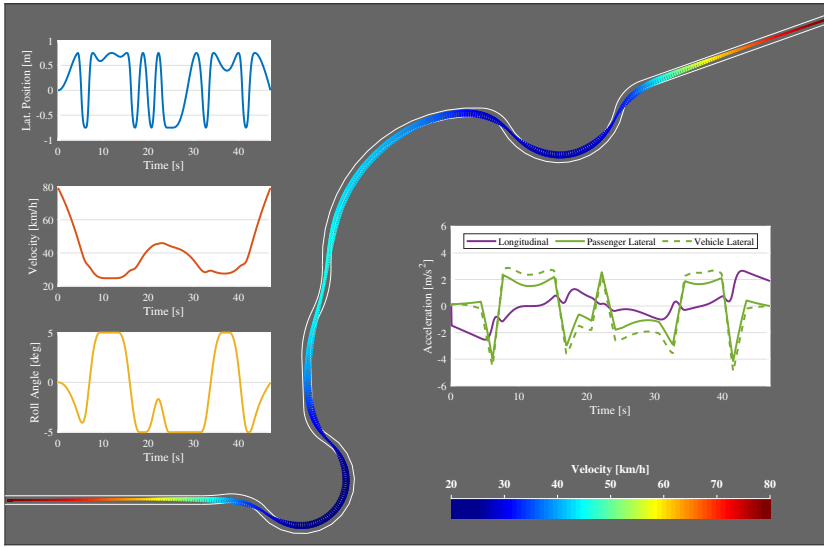 1
0.5
0
-0.5
-1
Lat. Position [m]
0 10 20 30 40
Time [s]
80
60
40
20
Velocity [km/h]
0 10 20 30 40
Time [s]
5
0
-5
Roll Angle [deg]
0 10 20 30 40
Time [s]
6
4
2
0
-2
-4
-6
Acceleration [m/s²]
Longitudinal Passenger Lateral Vehicle Lateral
0 10 20 30 40
Time [s]
Velocity [km/h]
20 30 40 50 60 70 80